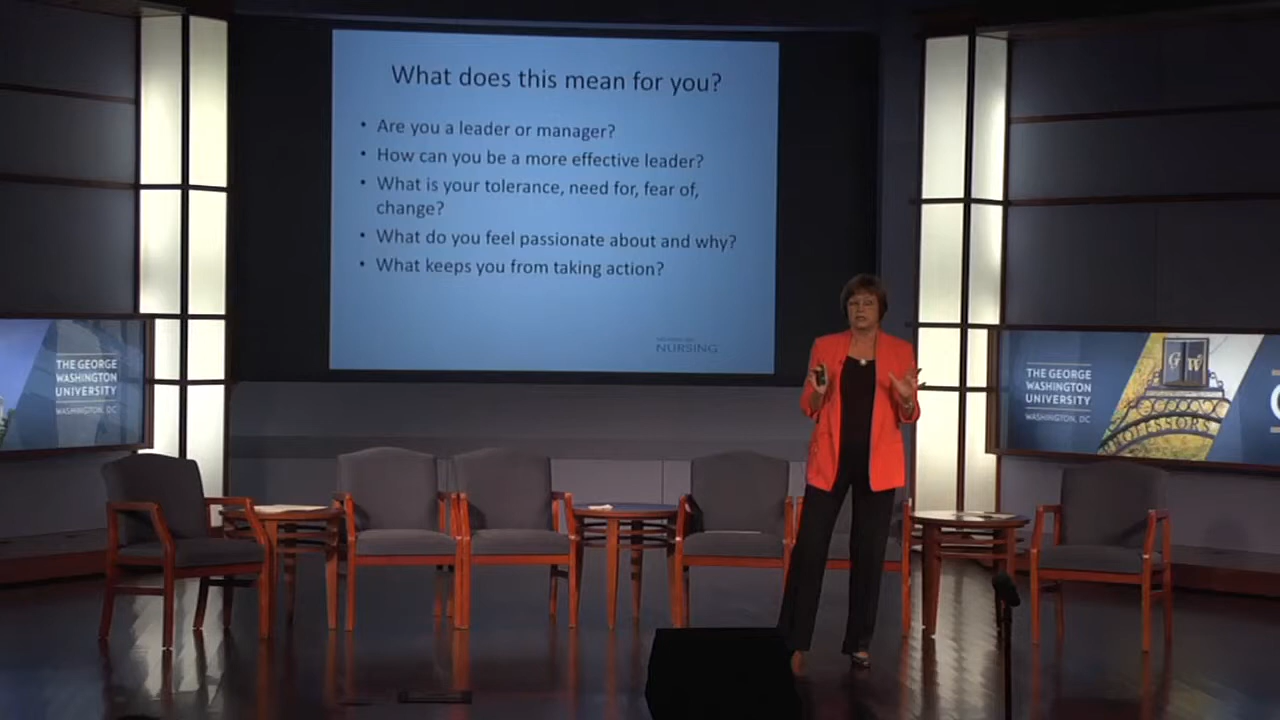 What does this mean for you?
• Are you a leader or manager?
• How can you be a more effective leader?
• What is your tolerance, need for, fear of,
change?
• What do you feel passionate about and why?
• What keeps you from taking action?
NURSING
THE GEORGE
WASHINGTON
UNIVERSITY
WASHINGTON, DC
THE GEORGE
WASHINGTON
UNIVERSITY
WASHINGTON, DC
G W
PROFESSORS